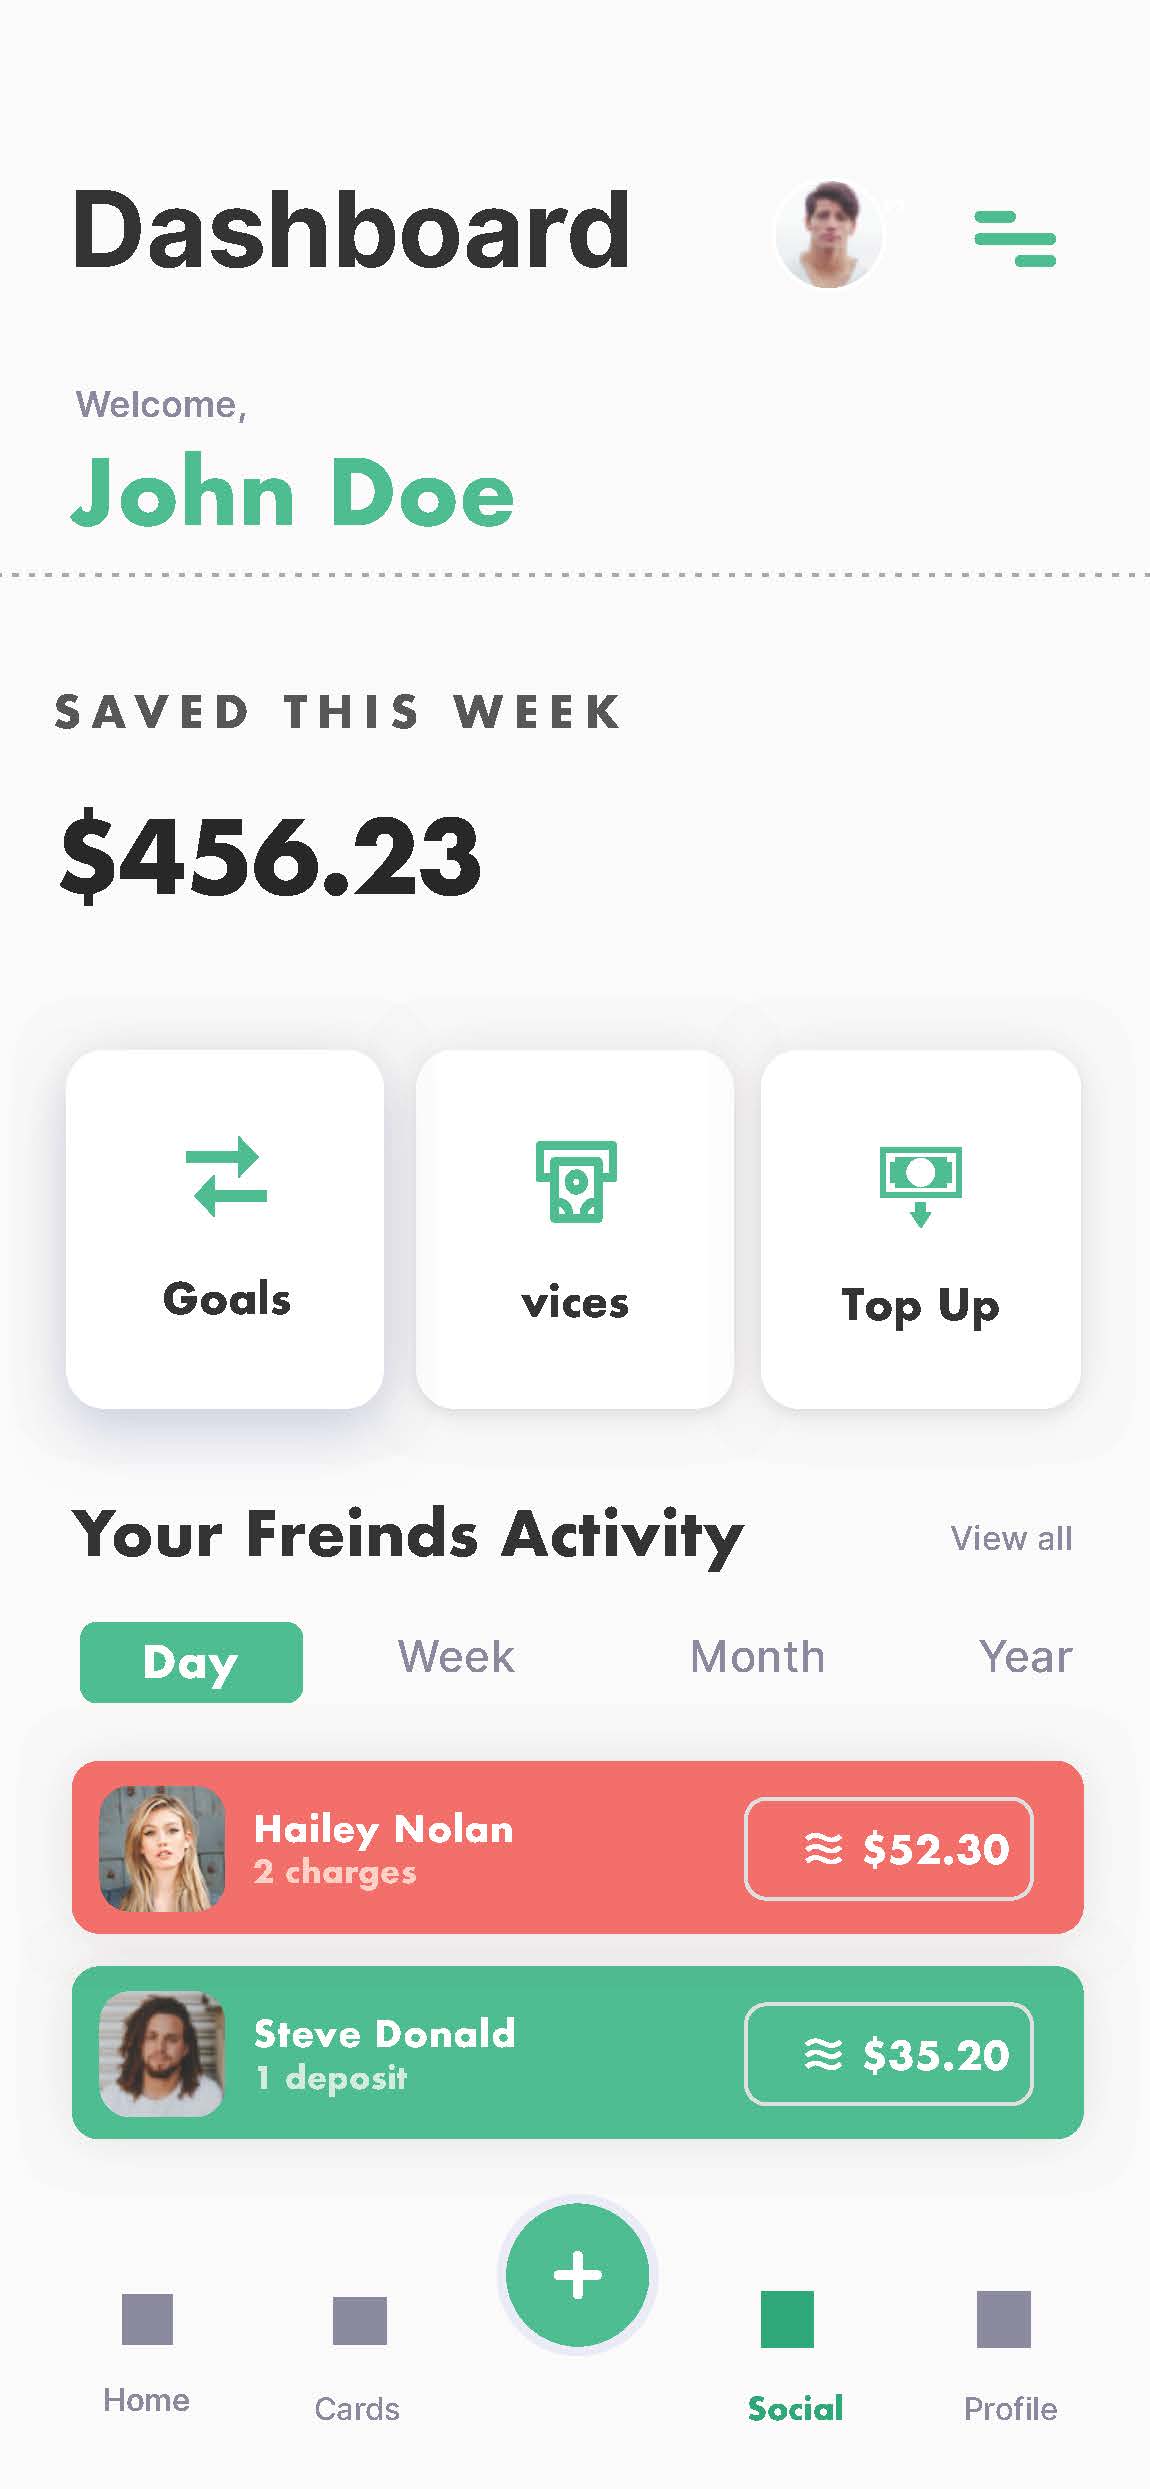 Dashboard
Welcome,
John Doe
SAVED THIS WEEK
$456.23
Goals
vices
Top Up
Your Freinds Activity
View all
Day
Week
Month
Year
Hailey Nolan
2 charges
$52.30
Steve Donald
1 deposit
$35.20
Home
Cards
Social
Profile